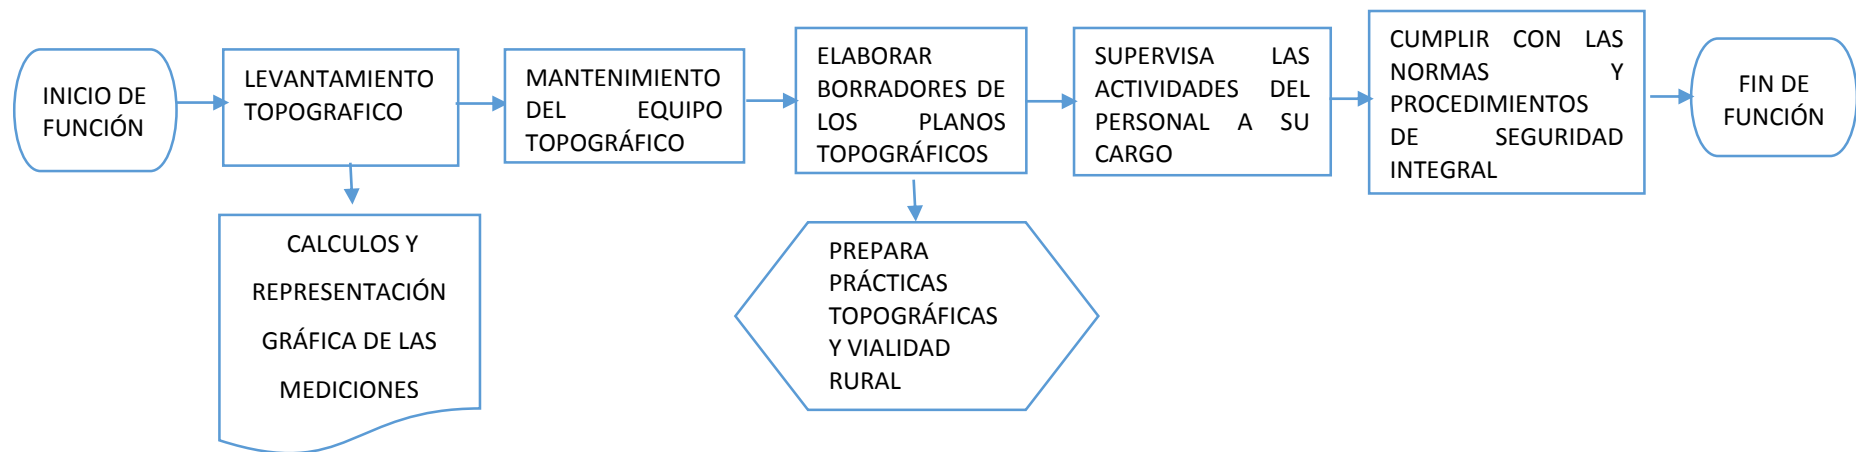 INICIO DE
FUNCIÓN
LEVANTAMIENTO
TOPOGRAFICO
MANTENIMIENTO
DEL EQUIPO
TOPOGRÁFICO
ELABORAR
BORRADORES DE
LOS PLANOS
TOPOGRÁFICOS
SUPERVISA LAS
ACTIVIDADES DEL
PERSONAL A SU
CARGO
CUMPLIR CON LAS
NORMAS Y
PROCEDIMIENTOS
DE SEGURIDAD
INTEGRAL
FIN DE
FUNCIÓN
CALCULOS Y
REPRESENTACIÓN
GRÁFICA DE LAS
MEDICIONES
PREPARA
PRÁCTICAS
TOPOGRÁFICAS
Y VIALIDAD
RURAL